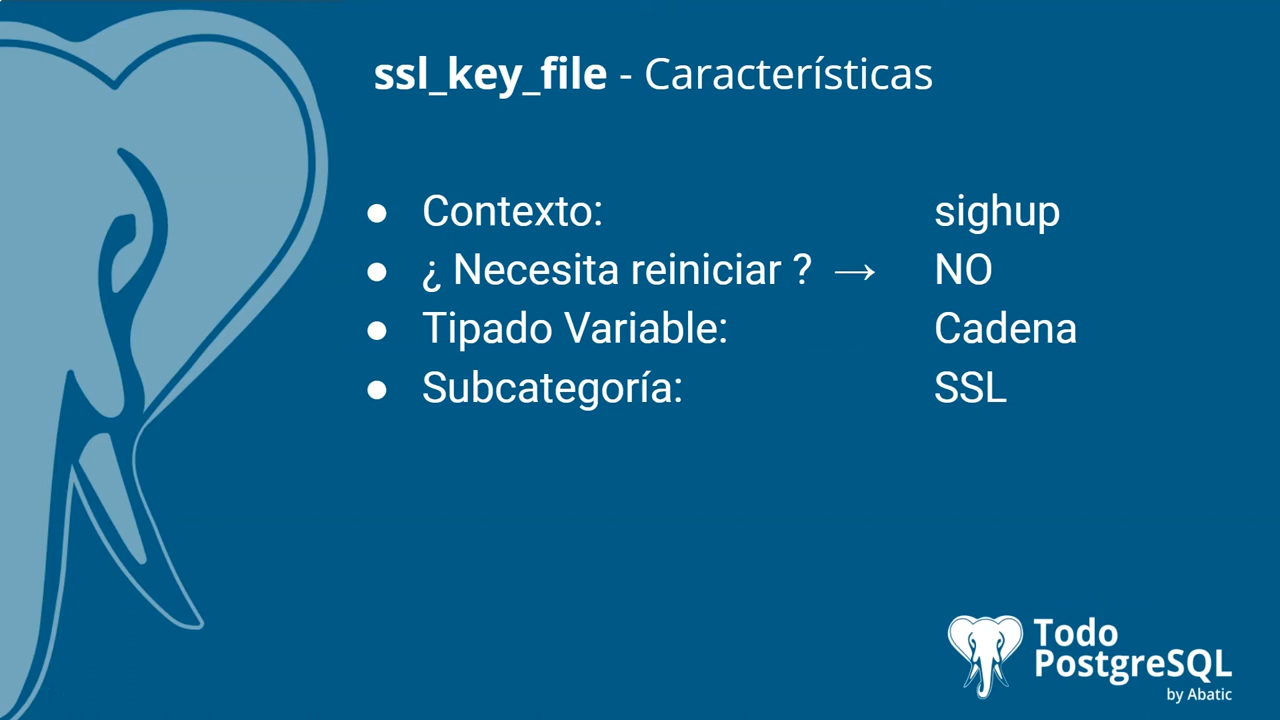 ssl_key_file - Características
● Contexto: sighup
● ¿ Necesita reiniciar ? → NO
● Tipado Variable: Cadena
● Subcategoría: SSL
Todo
PostgreSQL
by Abatic